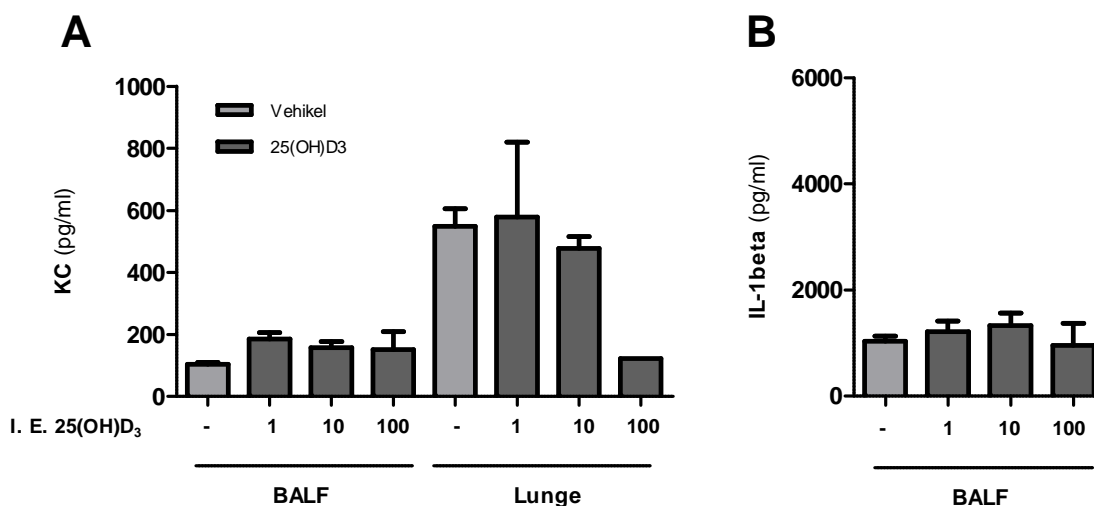 A
KC (pg/ml)
1000
800
600
400
200
0
Vehikel
25(OH)D3
I. E. 25(OH)D₃ - 1 10 100 - 1 10 100
BALF Lunge
B
IL-1beta (pg/ml)
6000
4000
2000
0
- 1 10 100
BALF